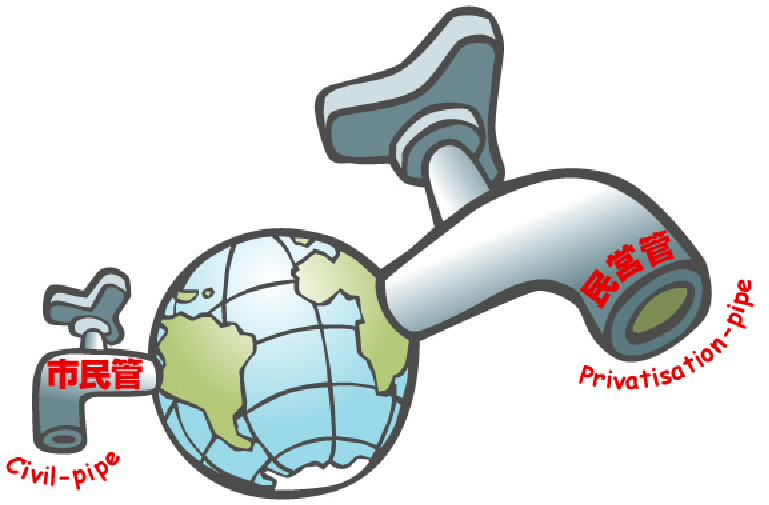 市民管
Civil-pipe
民営管
Privatisation-pipe